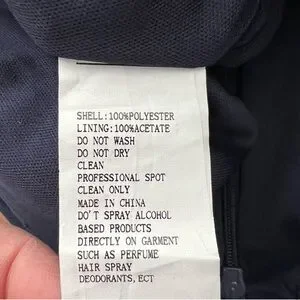 SHELL:100%POLYESTER
LINING:100%ACETATE
DO NOT WASH
DO NOT DRY
CLEAN
PROFESSIONAL SPOT
CLEAN ONLY
MADE IN CHINA
DO'T SPRAY ALCOHOL
BASED PRODUCTS
DIRECTLY ON GARMENT
SUCH AS PERFUME
HAIR SPRAY
DEODORANTS, ECT